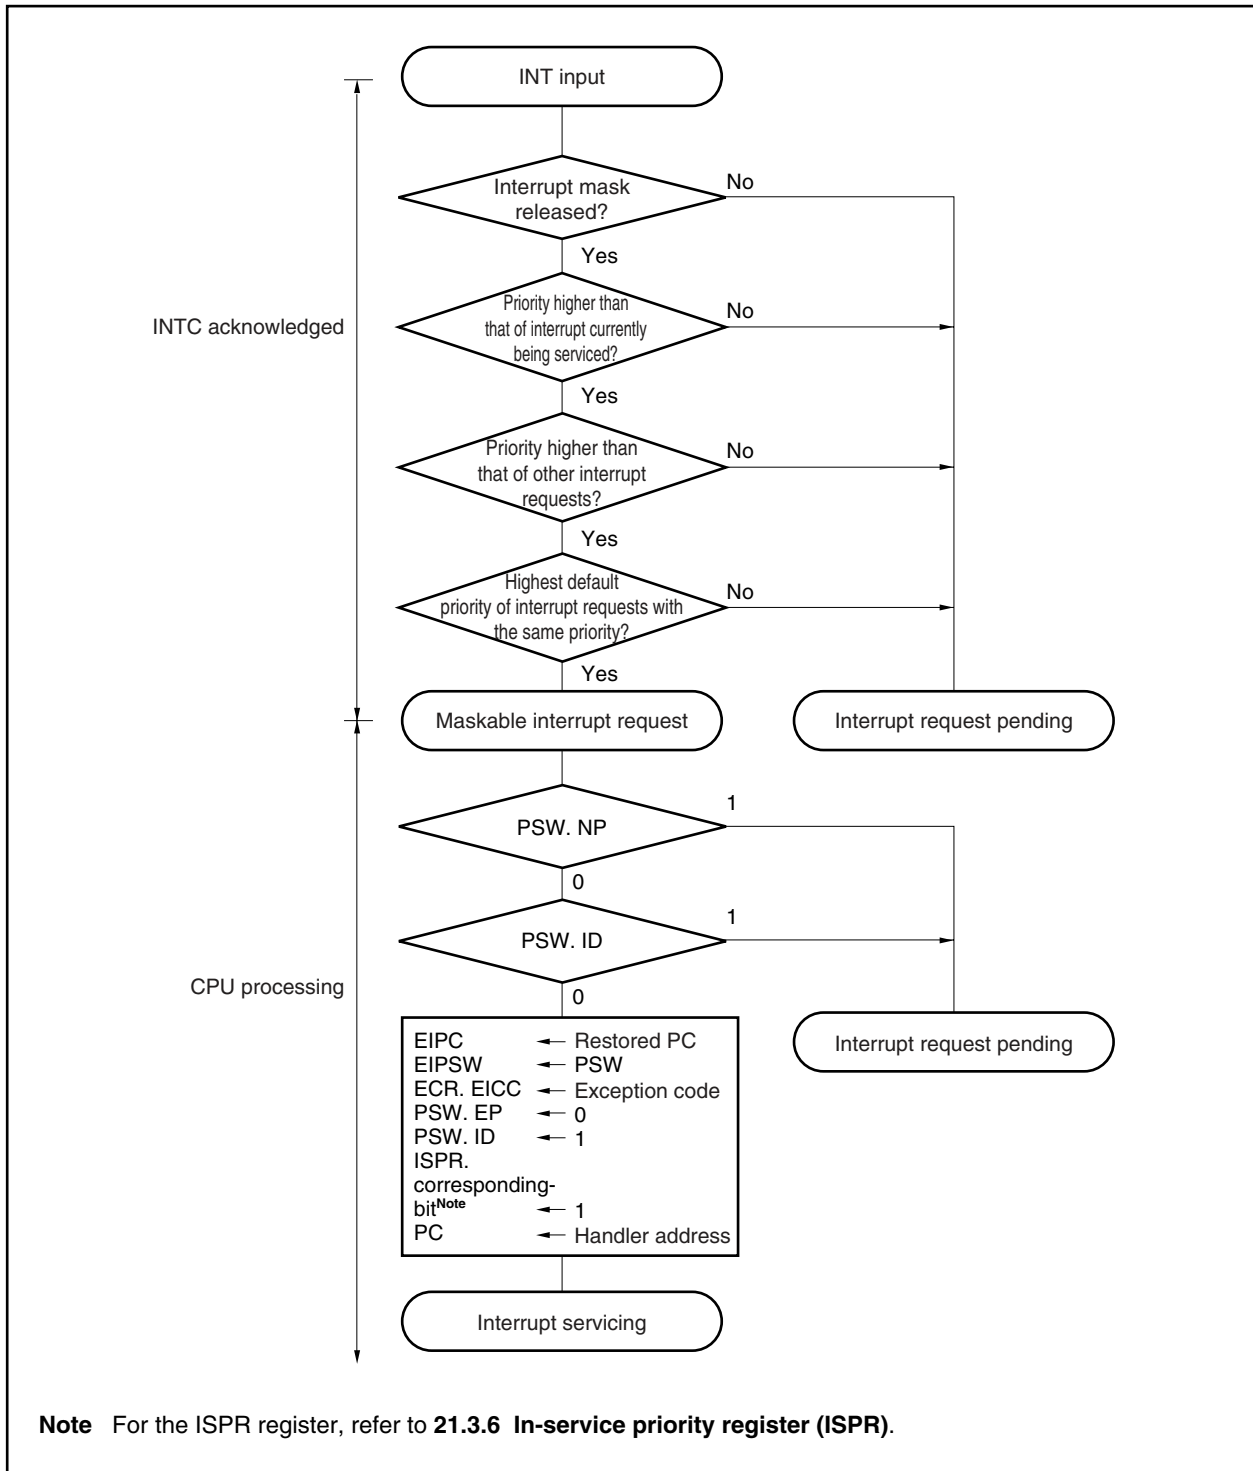 INT input
Interrupt mask
released?
No
Yes
Priority higher than
that of interrupt currently
being serviced?
No
INTC acknowledged
Yes
Priority higher than
that of other interrupt
requests?
No
Yes
Highest default
priority of interrupt requests with
the same priority?
No
Yes
Maskable interrupt request
Interrupt request pending
PSW. NP
1
0
PSW. ID
1
CPU processing
0
EIPC ← Restored PC
EIPSW ← PSW
ECR. EICC ← Exception code
PSW. EP ← 0
PSW. ID ← 1
ISPR.
corresponding-
bitNote ← 1
PC ← Handler address
Interrupt request pending
Interrupt servicing
Note For the ISPR register, refer to 21.3.6 In-service priority register (ISPR).